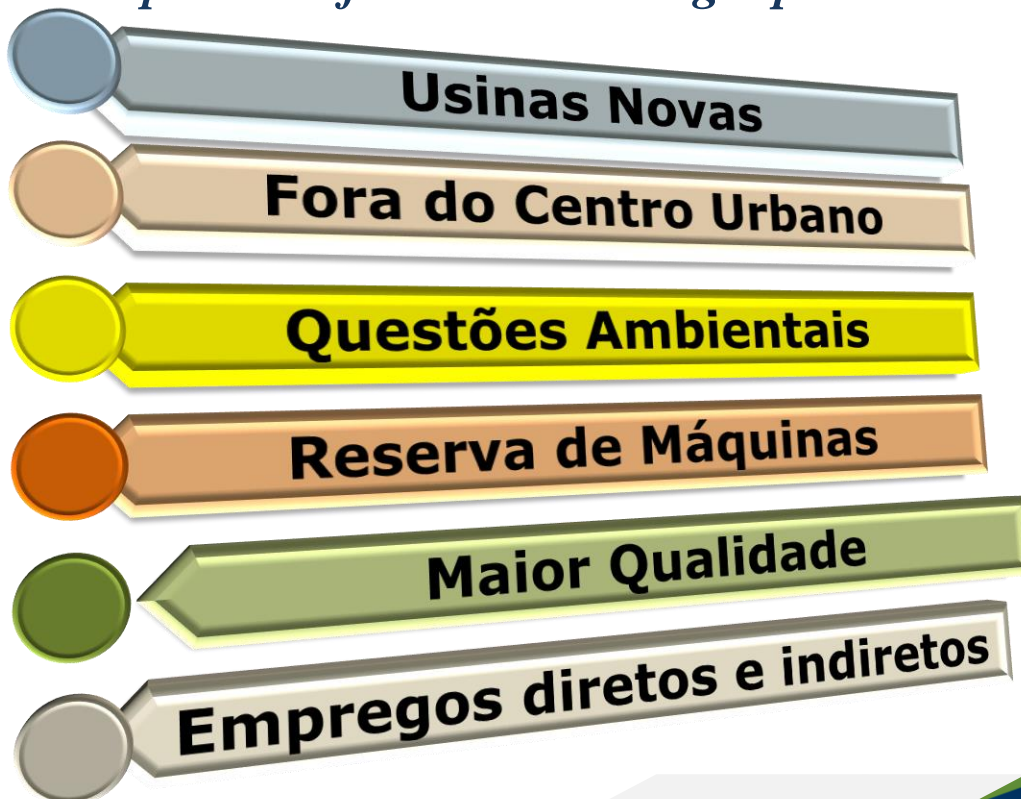 Usinas Novas
Fora do Centro Urbano
Questões Ambientais
Reserva de Máquinas
Maior Qualidade
Empregos diretos e indiretos